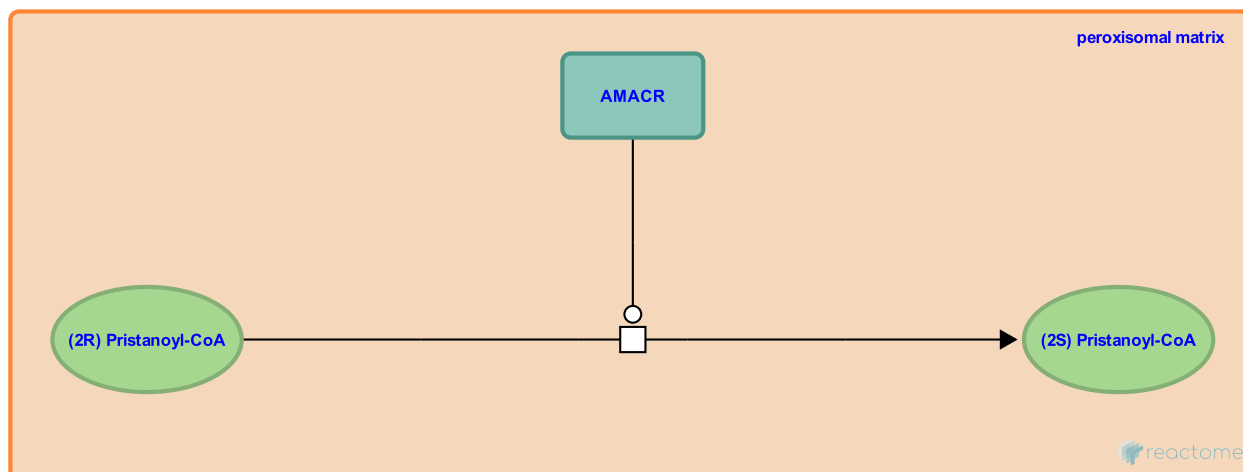 peroxisomal matrix
AMACR
(2R) Pristanoyl-CoA
(2S) Pristanoyl-CoA
reactome